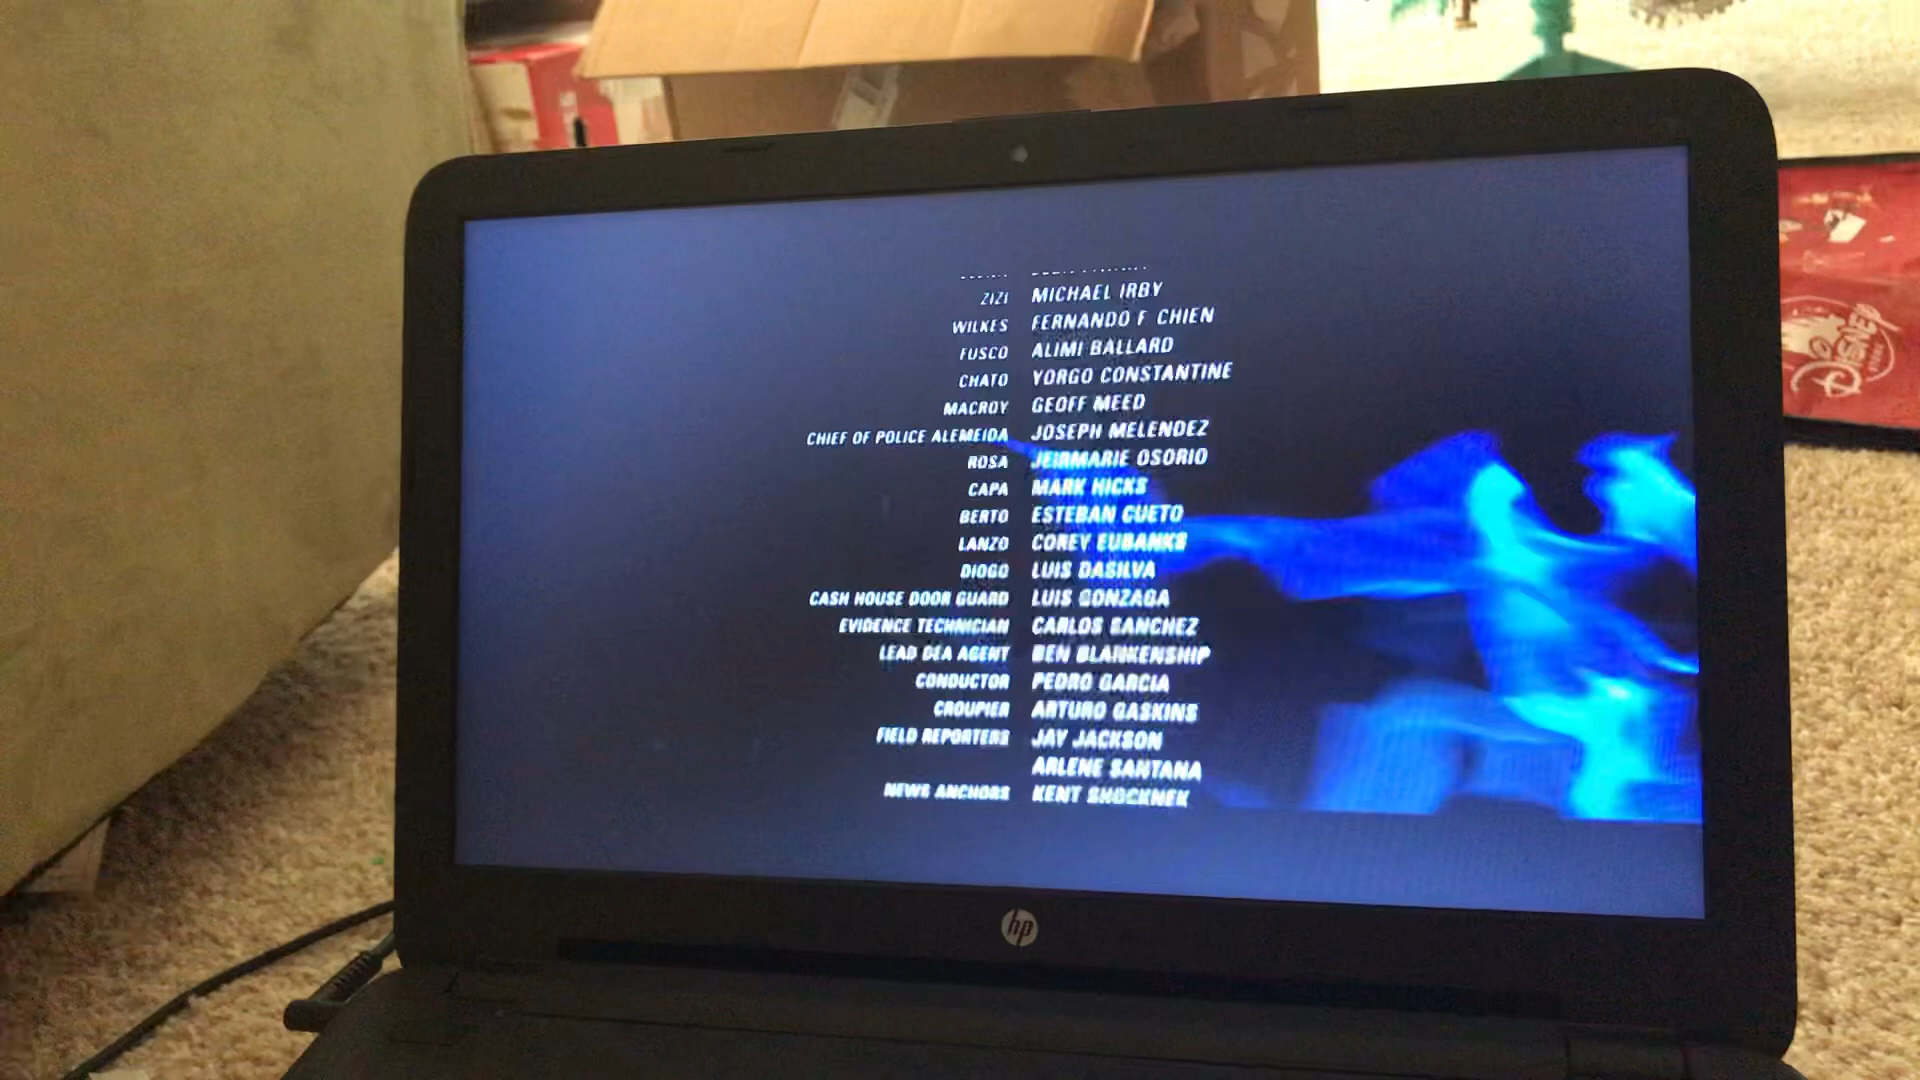 ZIZI MICHAEL IRBY
WILKES FERNANDO F CHIEN
FUSCO ALIMI BALLARD
CHATO YORGO CONSTANTINE
MACROY GEOFF MEED
CHIEF OF POLICE ALEMEIDA JOSEPH MELENDEZ
ROSA JEIRMARIE OSORIO
CAPA MARK HICKS
BERTO ESTEBAN CUETO
LANZO COREY EUBANKS
DIOGO LUIS DASILVA
CASH HOUSE DOOR GUARD LUIS GONZAGA
EVIDENCE TECHNICIAN CARLOS SANCHEZ
LEAD DEA AGENT BEN BLANKENSHIP
CONDUCTOR PEDRO GARCIA
CROUPIER ARTURO GASKINS
FIELD REPORTERS JAY JACKSON
ARLENE SANTANA
NEWS ANCHORS KENT SHOCKNEK
hp
Disney